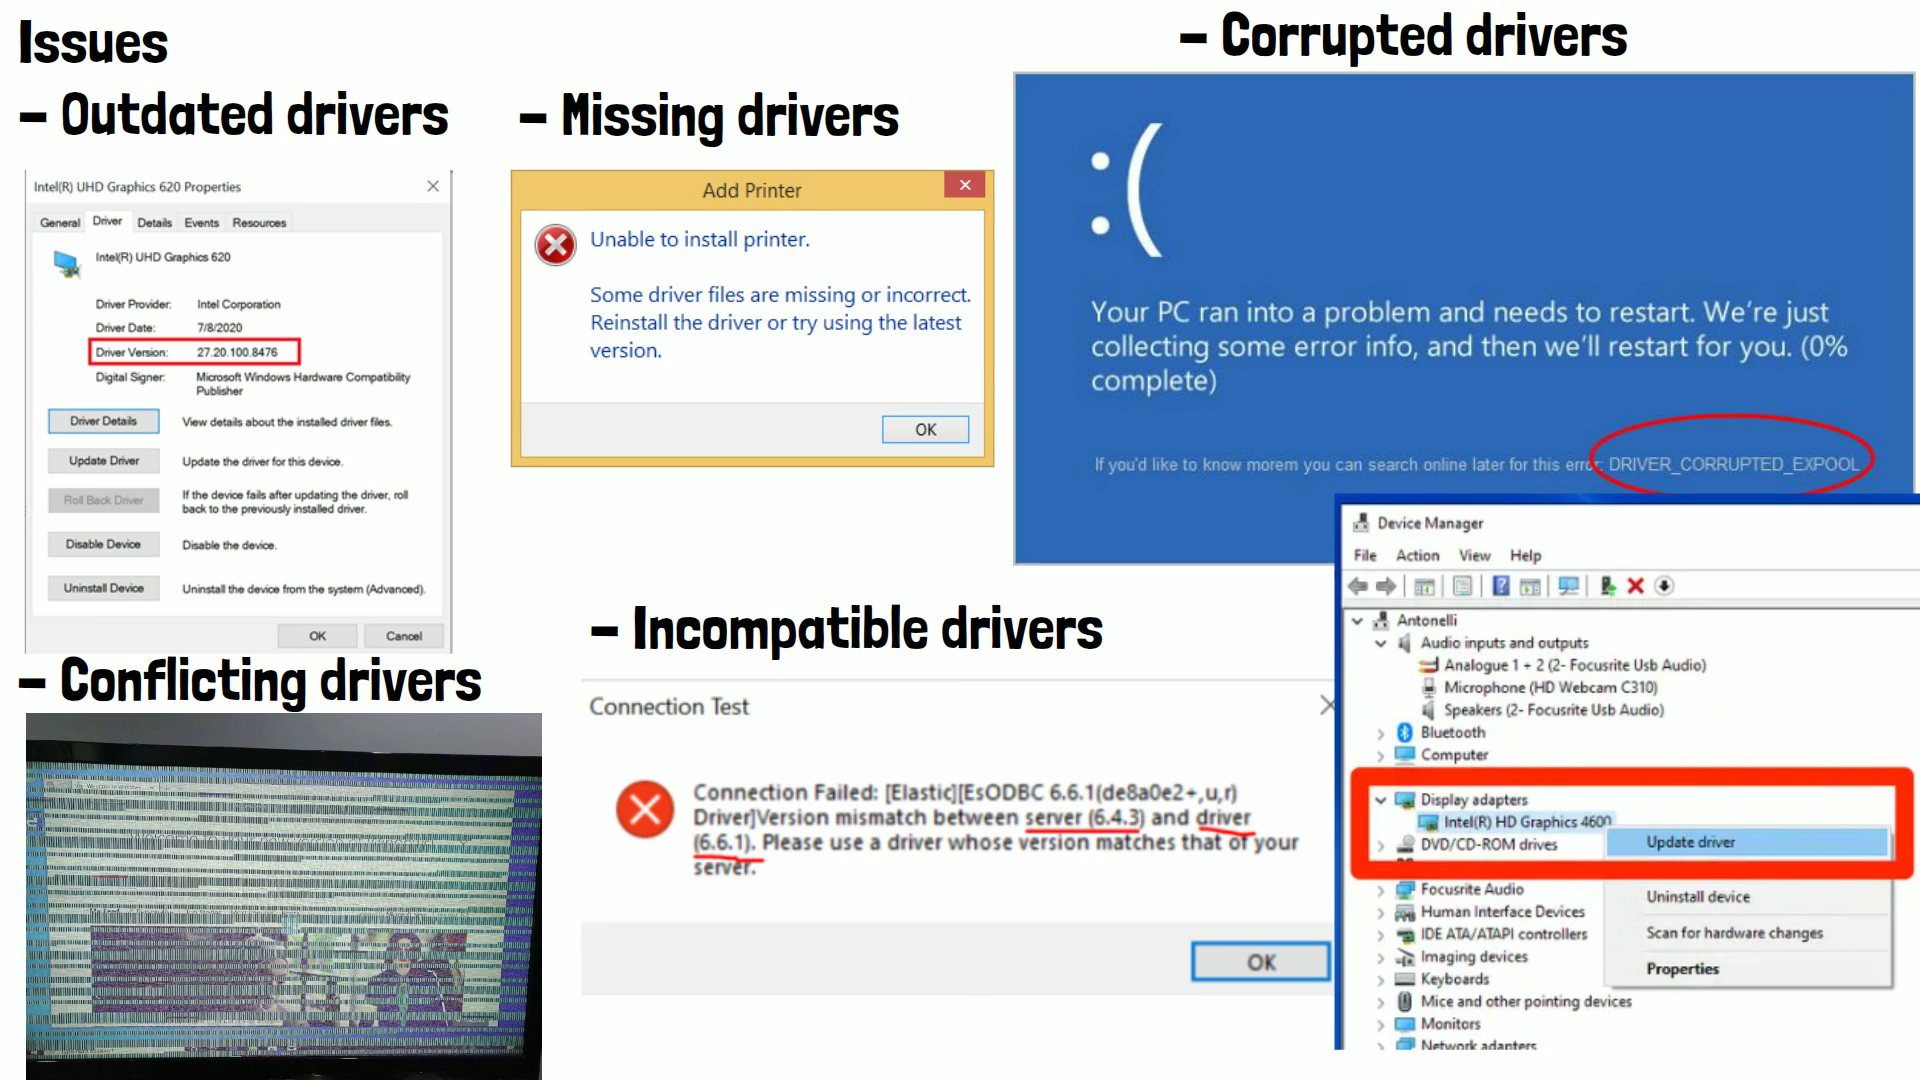 Issues
- Outdated drivers
Intel(R) UHD Graphics 620 Properties
General Driver Details Events Resources
Intel(R) UHD Graphics 620
Driver Provider: Intel Corporation
Driver Date: 7/8/2020
Driver Version: 27.20.100.8476
Digital Signer: Microsoft Windows Hardware Compatibility
Publisher
Driver Details View details about the installed driver files.
Update Driver Update the driver for this device.
Roll Back Driver If the device fails after updating the driver, roll
back to the previously installed driver.
Disable Device Disable the device.
Uninstall Device Uninstall the device from the system (Advanced).
OK Cancel
- Missing drivers
Add Printer
Unable to install printer.
Some driver files are missing or incorrect.
Reinstall the driver or try using the latest
version.
OK
- Corrupted drivers
:(
Your PC ran into a problem and needs to restart. We're just
collecting some error info, and then we'll restart for you. (0%
complete)
If you'd like to know morem you can search online later for this error: DRIVER_CORRUPTED_EXPOOL
- Conflicting drivers
- Incompatible drivers
Connection Test
Connection Failed: [Elastic][EsODBC 6.6.1(de8a0e2+,u,r)
Driver]Version mismatch between server (6.4.3) and driver
(6.6.1). Please use a driver whose version matches that of your
server.
OK
Device Manager
File Action View Help
Antonelli
Audio inputs and outputs
Analogue 1 + 2 (2- Focusrite Usb Audio)
Microphone (HD Webcam C310)
Speakers (2- Focusrite Usb Audio)
Bluetooth
Computer
Display adapters
Intel(R) HD Graphics 4600
DVD/CD-ROM drives
Update driver
Focusrite Audio
Uninstall device
Human Interface Devices
IDE ATA/ATAPI controllers
Scan for hardware changes
Imaging devices
Properties
Keyboards
Mice and other pointing devices
Monitors
Network adapters